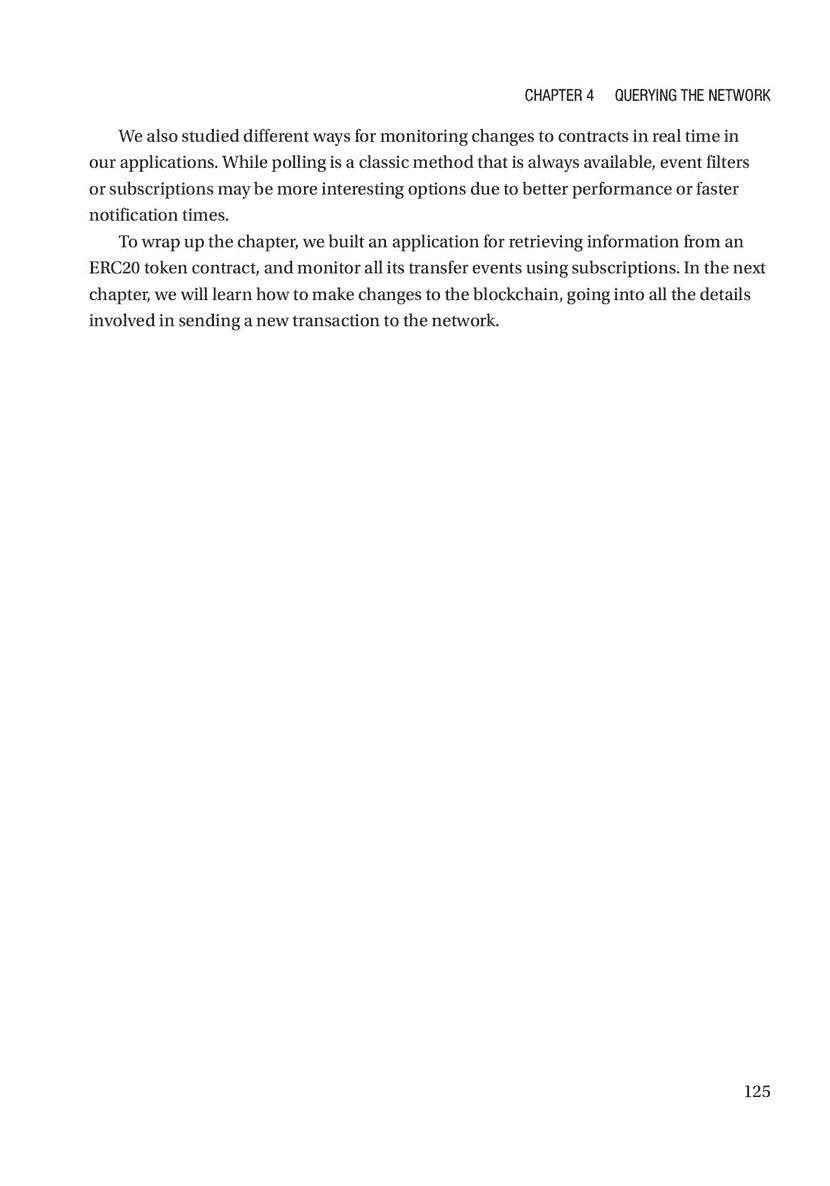 CHAPTER 4 QUERYING THE NETWORK
We also studied different ways for monitoring changes to contracts in real time in
our applications. While polling is a classic method that is always available, event filters
or subscriptions may be more interesting options due to better performance or faster
notification times.
To wrap up the chapter, we built an application for retrieving information from an
ERC20 token contract, and monitor all its transfer events using subscriptions. In the next
chapter, we will learn how to make changes to the blockchain, going into all the details
involved in sending a new transaction to the network.
125